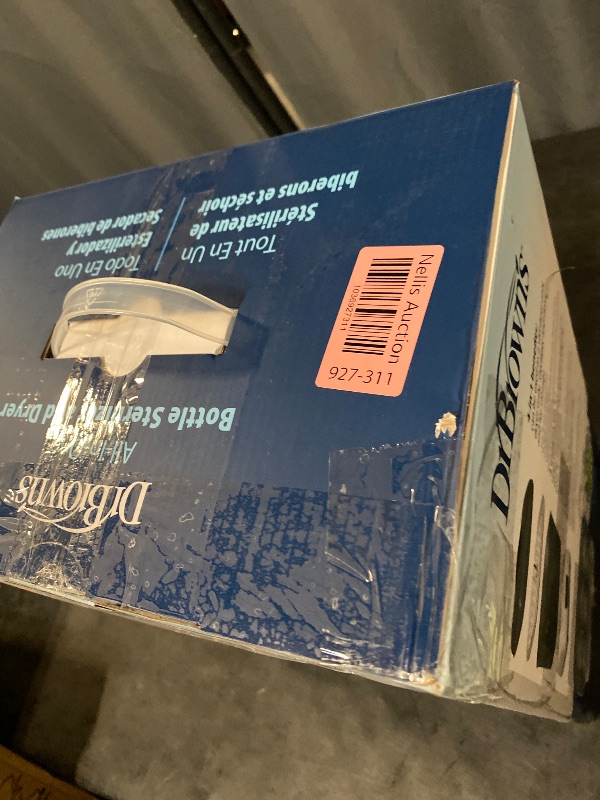 Dr Brown's
All-in-One
Bottle Sterilizer and Dryer
Tout En Un
Stérilisateur de
biberons et séchoir
Todo En Uno
Esterilizador y
Secador de biberones
Nellis Auction
1035927311
927-311
Dr Brown's